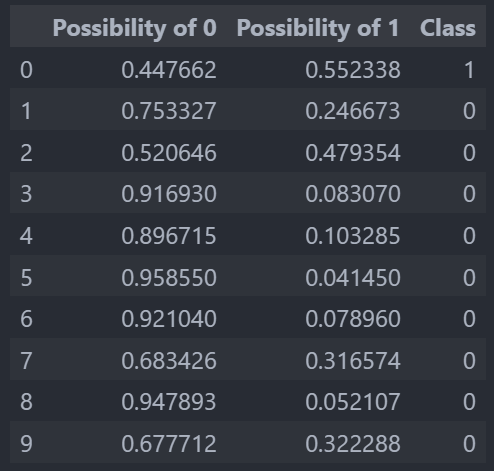 Possibility of 0 Possibility of 1 Class
0 0.447662 0.552338 1
1 0.753327 0.246673 0
2 0.520646 0.479354 0
3 0.916930 0.083070 0
4 0.896715 0.103285 0
5 0.958550 0.041450 0
6 0.921040 0.078960 0
7 0.683426 0.316574 0
8 0.947893 0.052107 0
9 0.677712 0.322288 0